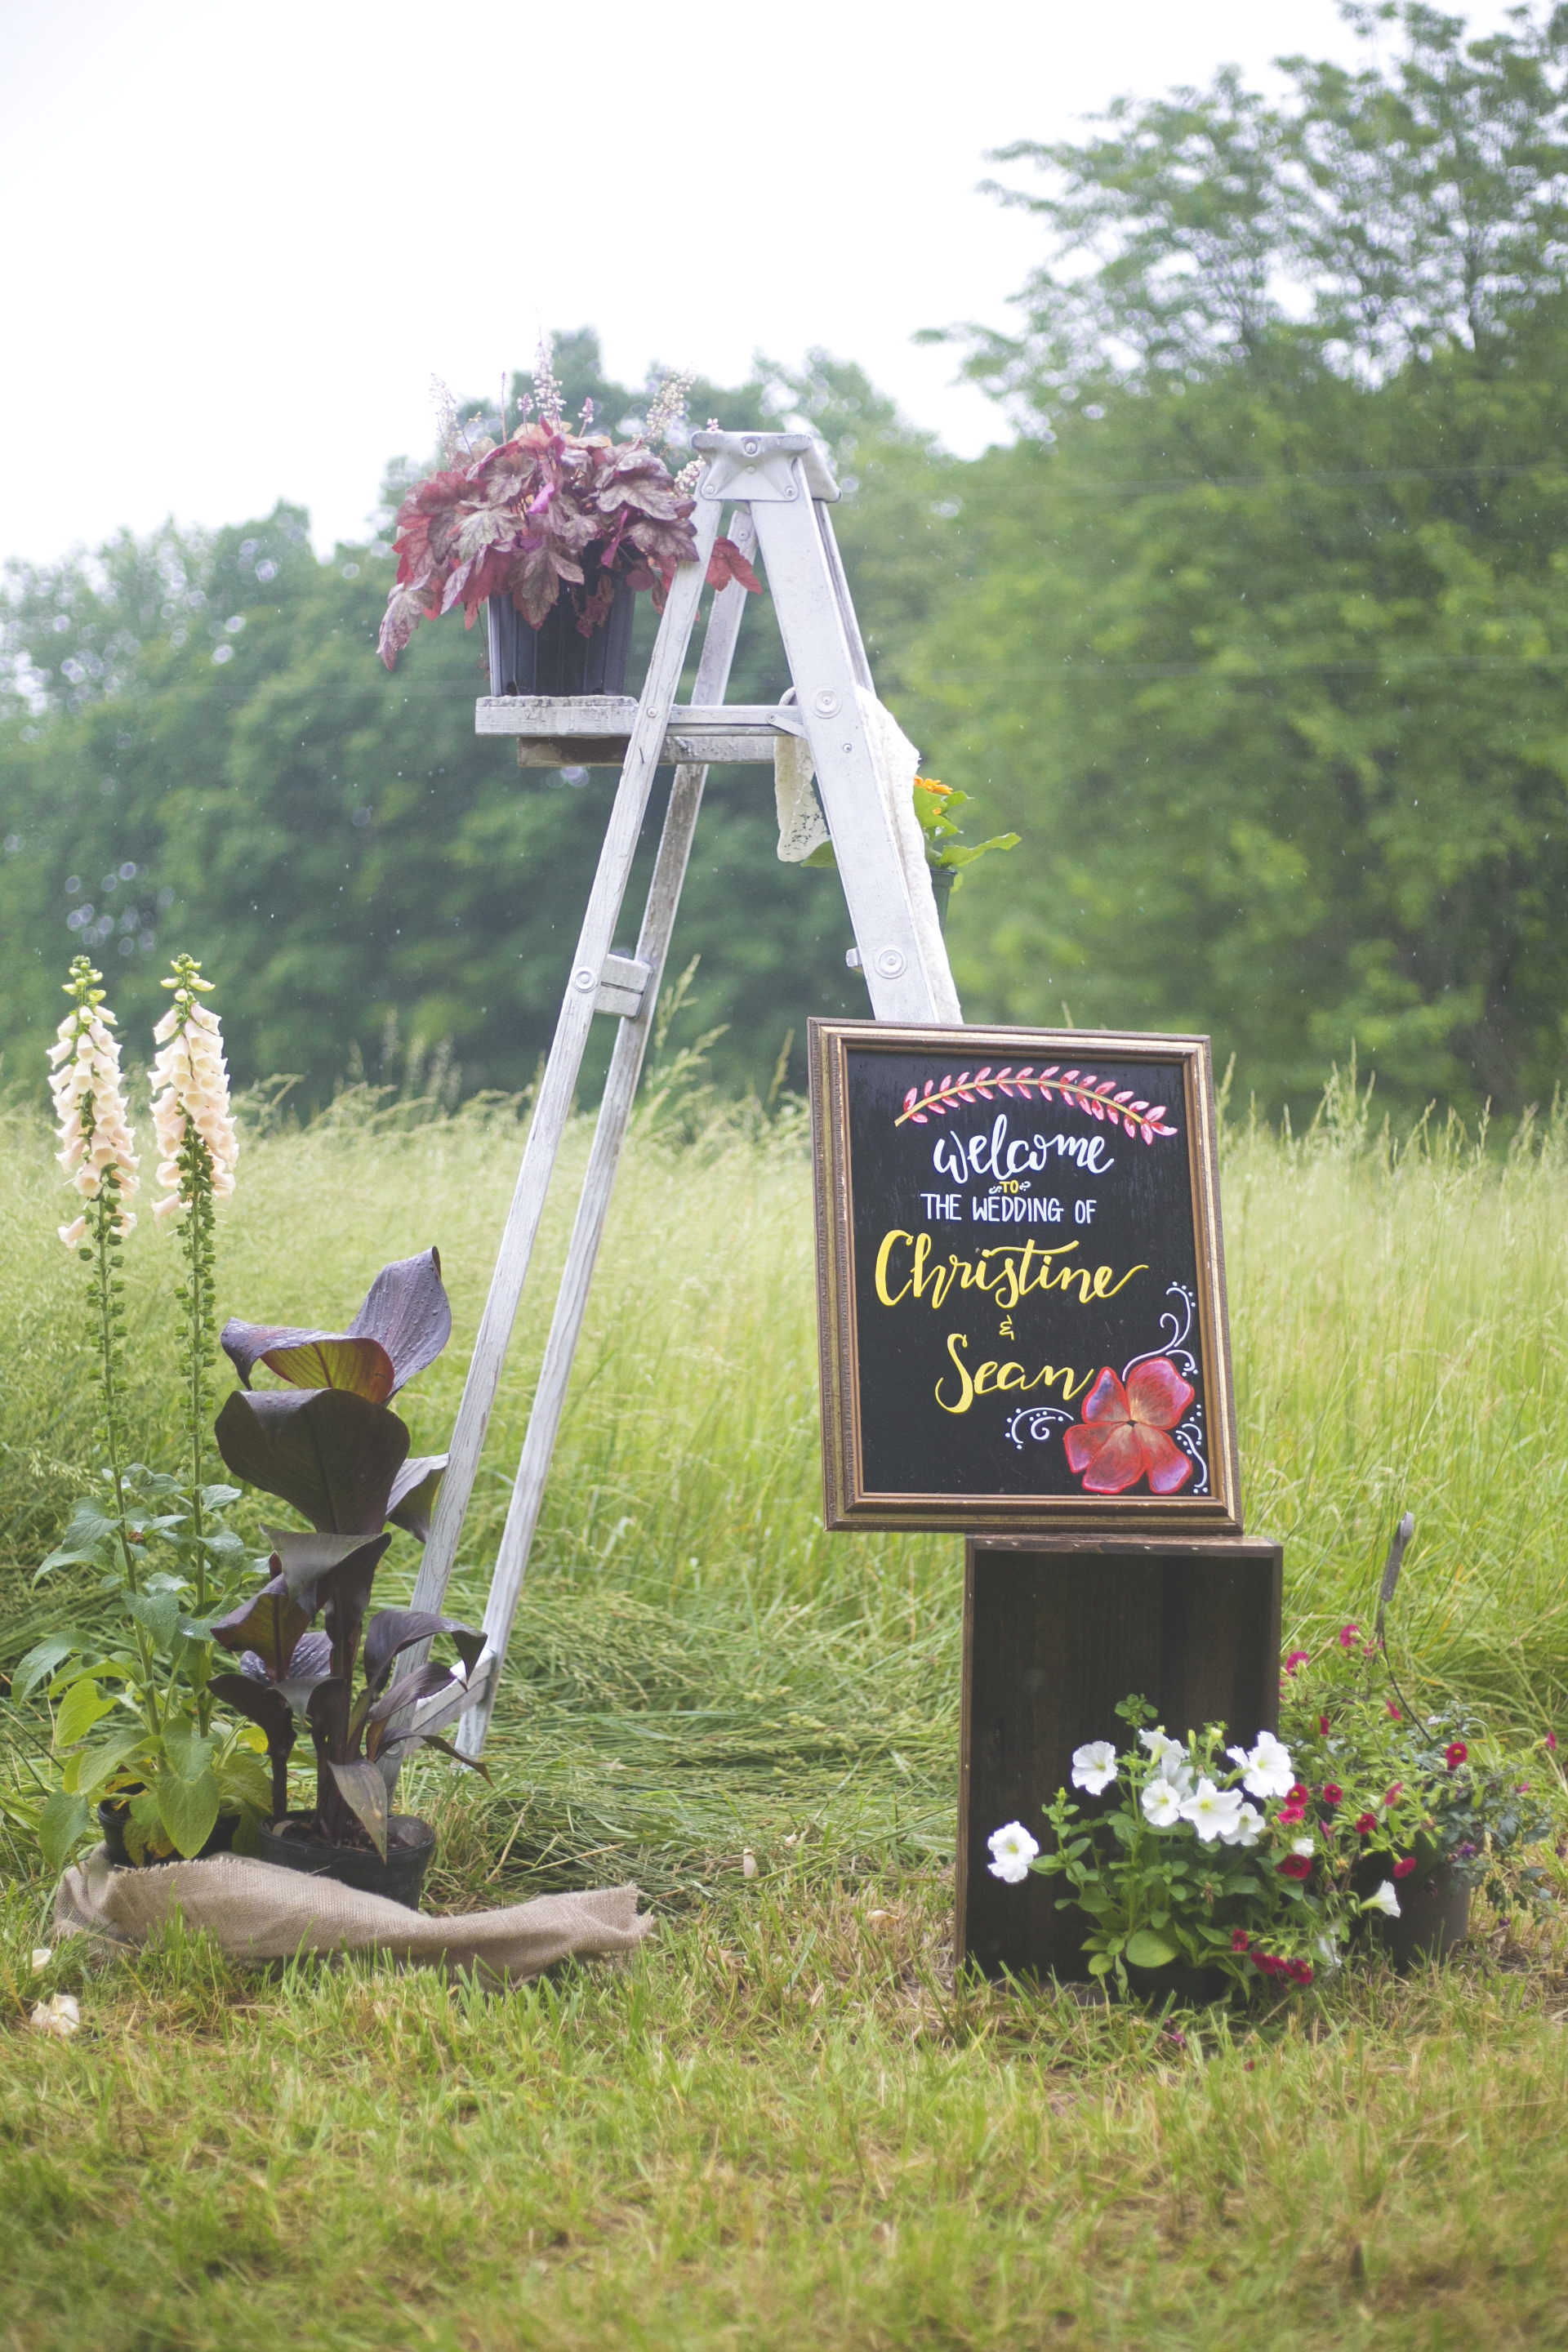 Welcome
TO
THE WEDDING OF
Christine
&
Sean